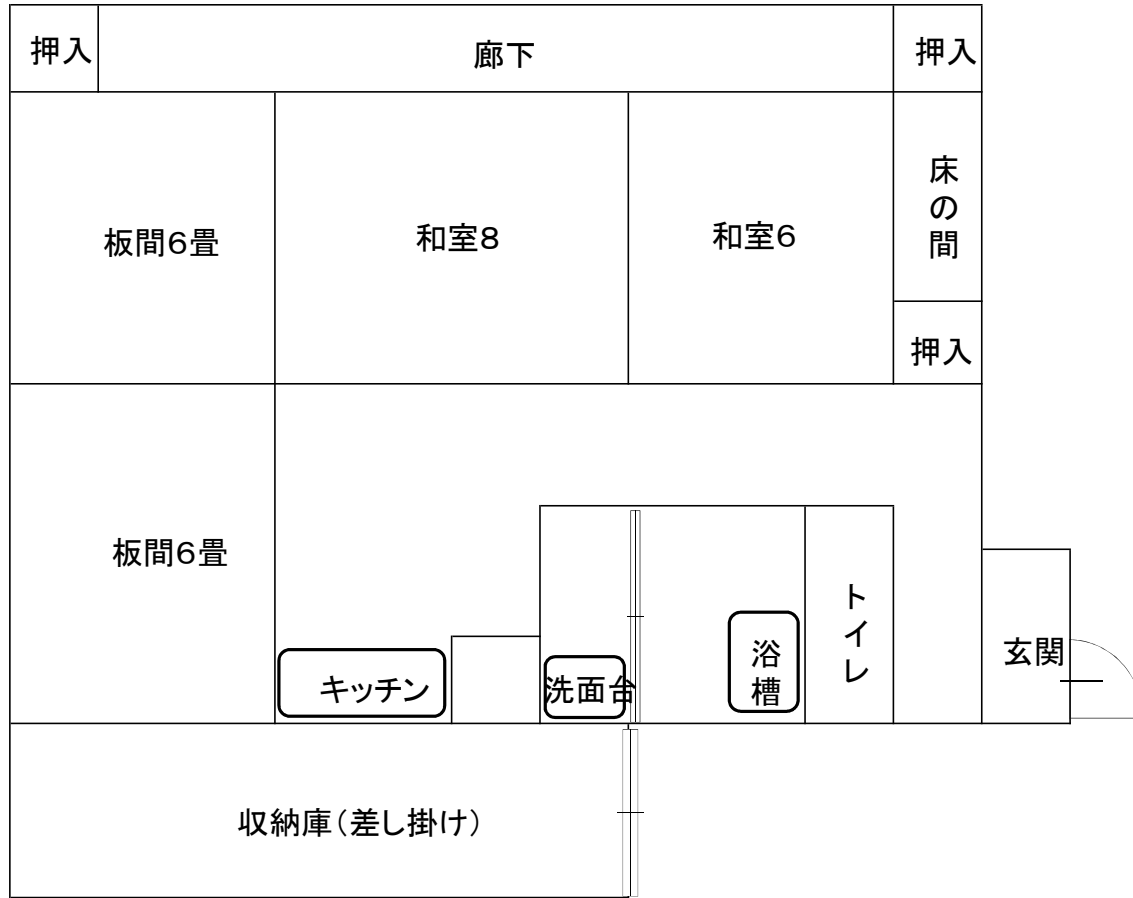 押入
廊下
押入
板間6畳
和室8
和室6
床の間
押入
板間6畳
キッチン
洗面台
浴槽
トイレ
玄関
収納庫(差し掛け)